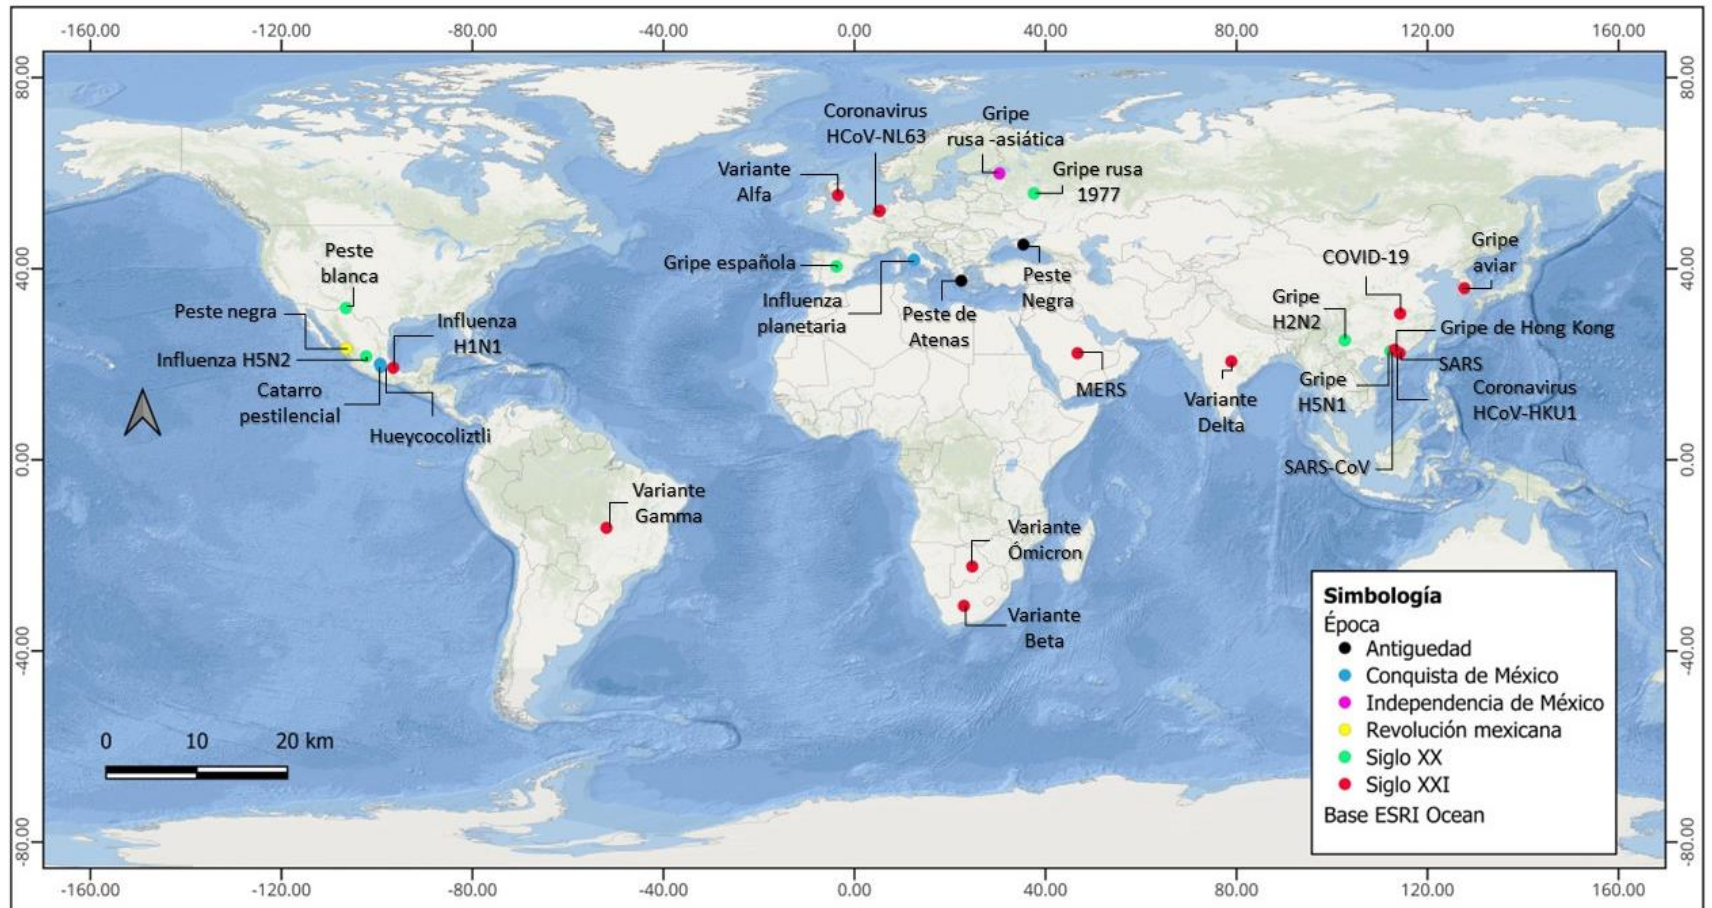 -160.00 -120.00 -80.00 -40.00 0.00 40.00 80.00 120.00 160.00
80.00
40.00
0.00
-40.00
-80.00
80.00
40.00
0.00
-40.00
-80.00
Coronavirus
HCoV-NL63
Gripe
rusa -asiática
Variante
Alfa
Gripe rusa
1977
Peste
blanca
Gripe española
COVID-19
Gripe
aviar
Peste negra
Influenza
planetaria
Peste de
Atenas
Peste
Negra
Gripe
H2N2
Influenza
H1N1
Gripe de Hong Kong
Influenza H5N2
SARS
Catarro
pestilencial
MERS
Variante
Delta
Gripe
H5N1
Coronavirus
HCoV-HKU1
Hueycocoliztli
SARS-CoV
Variante
Gamma
Variante
Ómicron
Variante
Beta
Simbología
Época
Antiguedad
Conquista de México
Independencia de México
Revolución mexicana
Siglo XX
Siglo XXI
Base ESRI Ocean
0 10 20 km
-160.00 -120.00 -80.00 -40.00 0.00 40.00 80.00 120.00 160.00